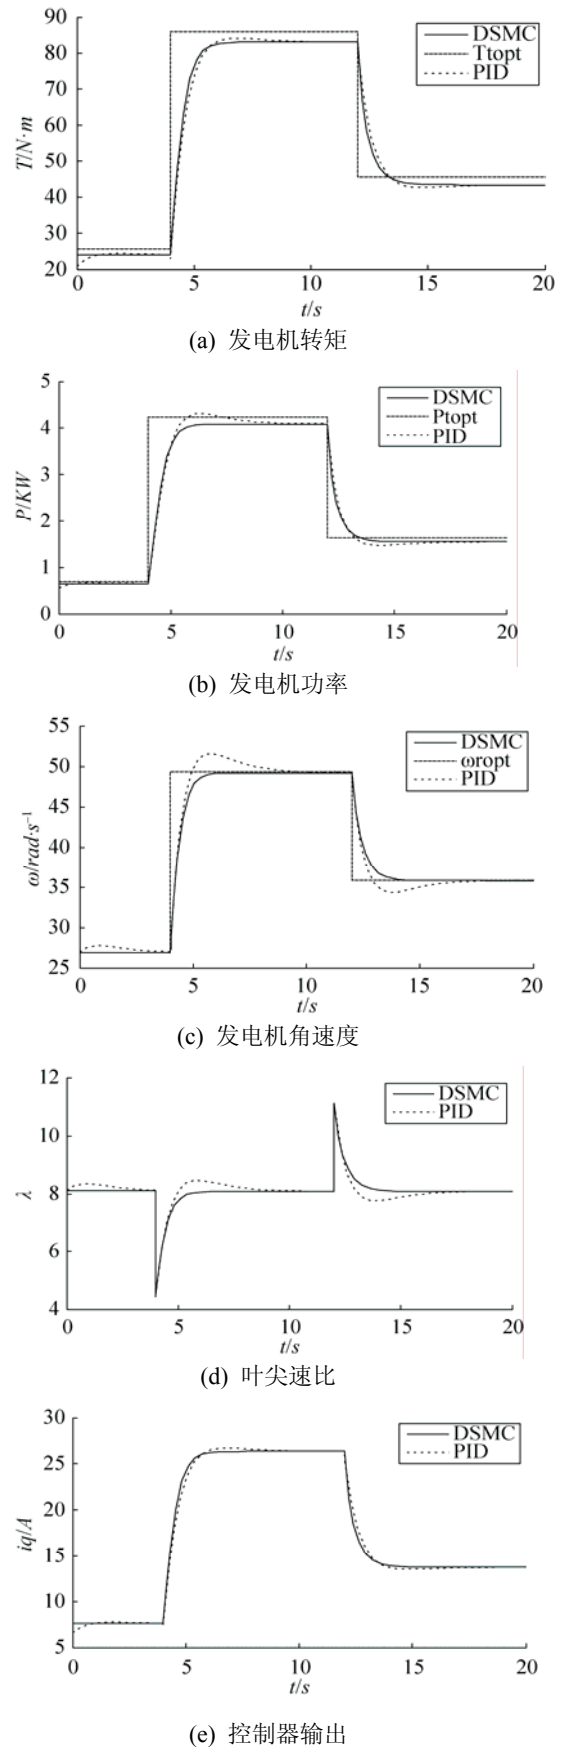 90
80
70
60
50
40
30
20
T/N·m
DSMC
Ttopt
PID
0 5 10 15 20
t/s
(a) 发电机转矩
5
4
3
2
1
0
P/KW
DSMC
Ptopt
PID
0 5 10 15 20
t/s
(b) 发电机功率
55
50
45
40
35
30
25
ω/rad·s⁻¹
DSMC
ωropt
PID
0 5 10 15 20
t/s
(c) 发电机角速度
12
10
8
6
4
λ
DSMC
PID
0 5 10 15 20
t/s
(d) 叶尖速比
30
25
20
15
10
5
iq/A
DSMC
PID
0 5 10 15 20
t/s
(e) 控制器输出